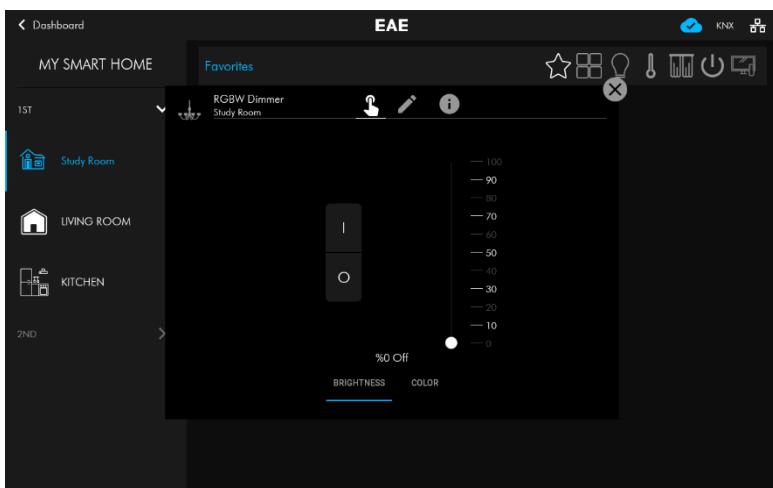 Dashboard
EAE
KNX
MY SMART HOME
Favorites
1ST
RGBW Dimmer
Study Room
Study Room
LIVING ROOM
KITCHEN
2ND
I
O
100
90
80
70
60
50
40
30
20
10
0
%0 Off
BRIGHTNESS COLOR